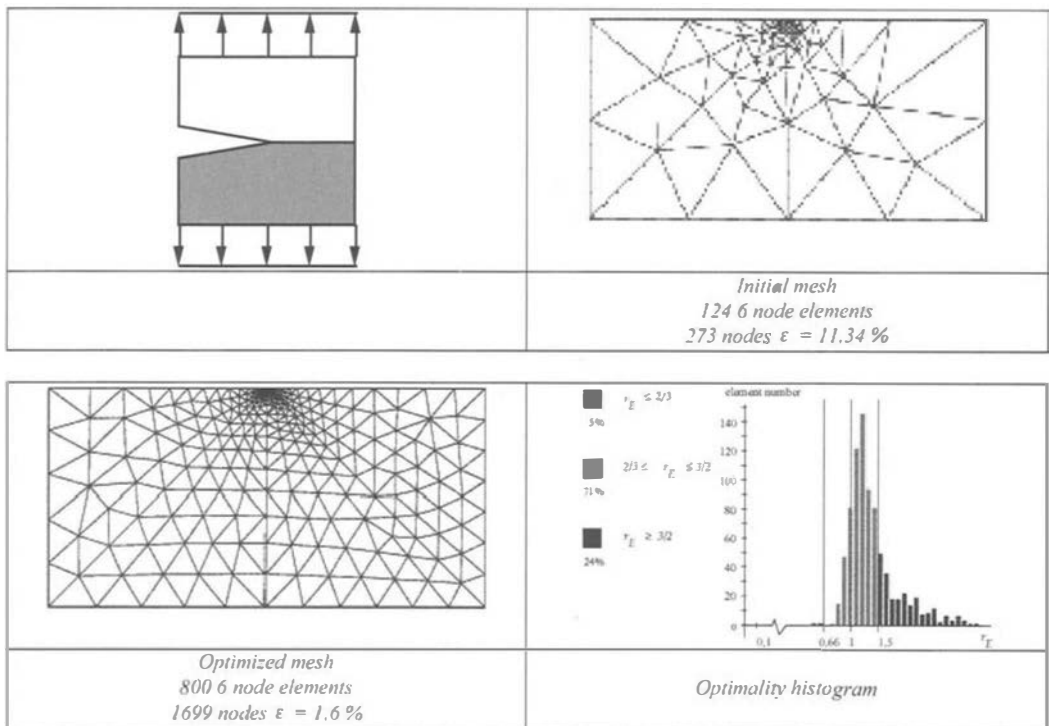 Initial mesh
124 6 node elements
273 nodes ε = 11,34 %
r_E ≤ 2/3
5%
2/3 ≤ r_E ≤ 3/2
71%
r_E ≥ 3/2
24%
element number
140
120
100
80
60
40
20
0
0,1
0,66
1
1,5
r_E
Optimized mesh
800 6 node elements
1699 nodes ε = 1,6 %
Optimality histogram